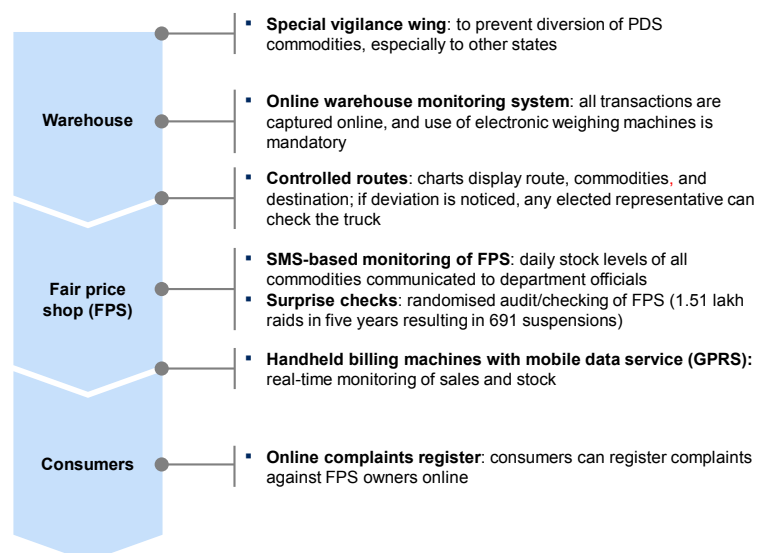 ▪ Special vigilance wing: to prevent diversion of PDS
commodities, especially to other states
Warehouse
▪ Online warehouse monitoring system: all transactions are
captured online, and use of electronic weighing machines is
mandatory
▪ Controlled routes: charts display route, commodities, and
destination; if deviation is noticed, any elected representative can
check the truck
Fair price
shop (FPS)
▪ SMS-based monitoring of FPS: daily stock levels of all
commodities communicated to department officials
▪ Surprise checks: randomised audit/checking of FPS (1.51 lakh
raids in five years resulting in 691 suspensions)
▪ Handheld billing machines with mobile data service (GPRS):
real-time monitoring of sales and stock
Consumers
▪ Online complaints register: consumers can register complaints
against FPS owners online